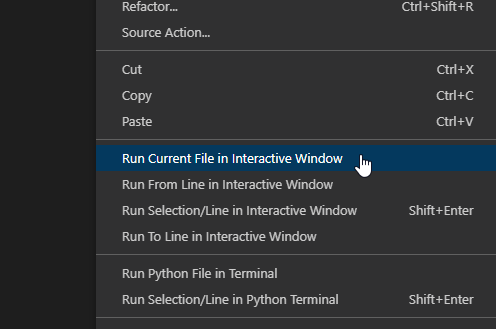 Refactor... Ctrl+Shift+R
Source Action...
Cut Ctrl+X
Copy Ctrl+C
Paste Ctrl+V
Run Current File in Interactive Window
Run From Line in Interactive Window
Run Selection/Line in Interactive Window Shift+Enter
Run To Line in Interactive Window
Run Python File in Terminal
Run Selection/Line in Python Terminal Shift+Enter